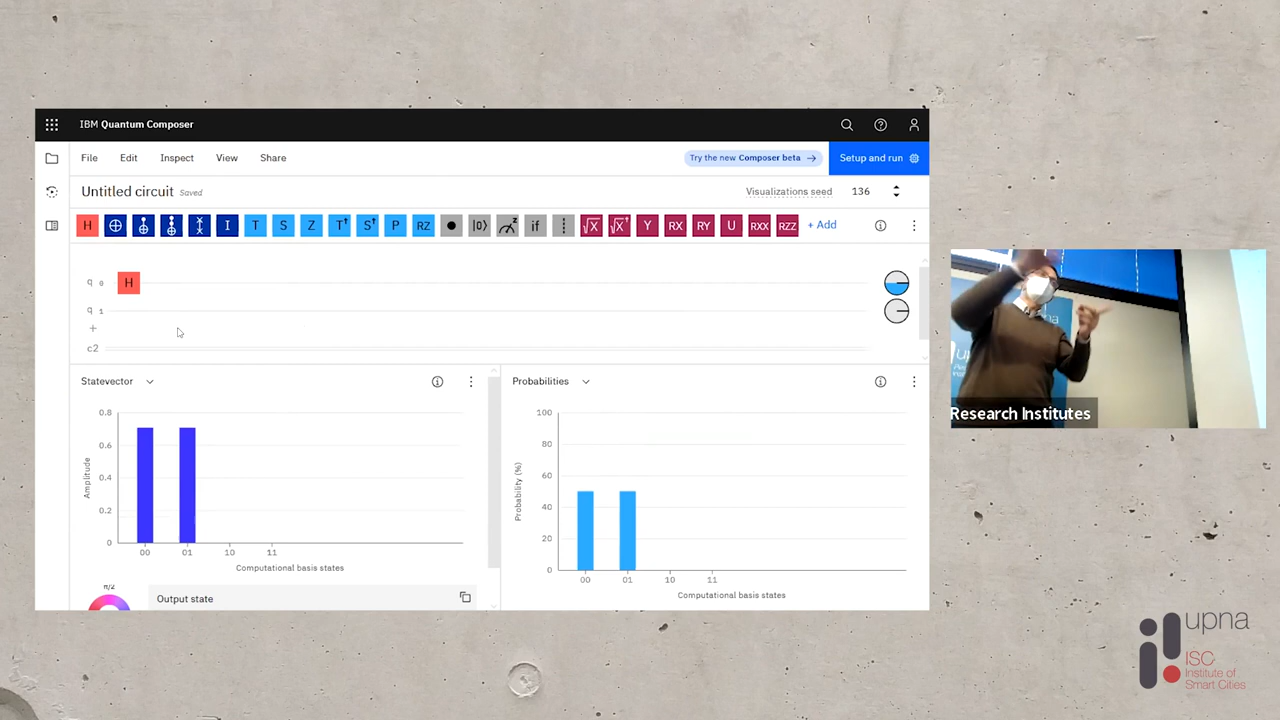 IBM Quantum Composer
File Edit Inspect View Share
Try the new Composer beta →
Setup and run
Untitled circuit Saved
Visualizations seed 136
H I T S Z T† S† P RZ |0⟩ z if √X √X† Y RX RY U RXX RZZ + Add
q 0 H
q 1
+
c2
Statevector
Probabilities
0.8
0.6
0.4
0.2
0
Amplitude
00 01 10 11
Computational basis states
π/2
Output state
100
80
60
40
20
0
Probability (%)
00 01 10 11
Computational basis states
Research Institutes
upna
ISC
Institute of
Smart Cities